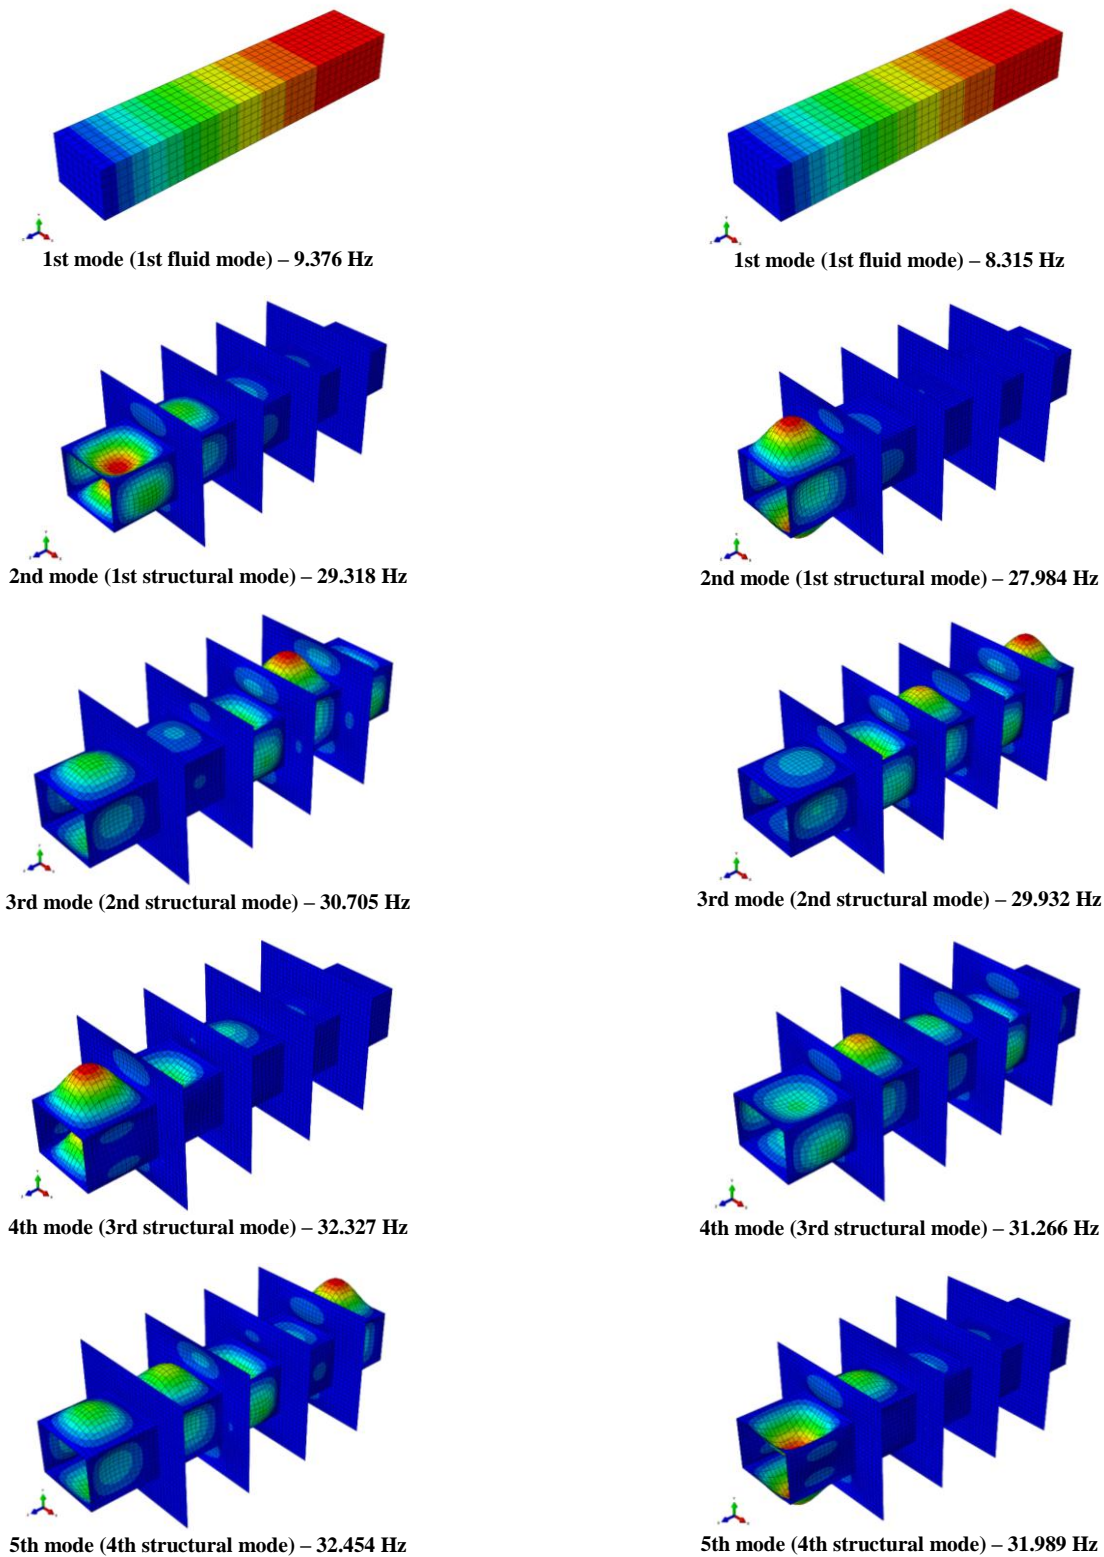 1st mode (1st fluid mode) – 9.376 Hz
1st mode (1st fluid mode) – 8.315 Hz
2nd mode (1st structural mode) – 29.318 Hz
2nd mode (1st structural mode) – 27.984 Hz
3rd mode (2nd structural mode) – 30.705 Hz
3rd mode (2nd structural mode) – 29.932 Hz
4th mode (3rd structural mode) – 32.327 Hz
4th mode (3rd structural mode) – 31.266 Hz
5th mode (4th structural mode) – 32.454 Hz
5th mode (4th structural mode) – 31.989 Hz